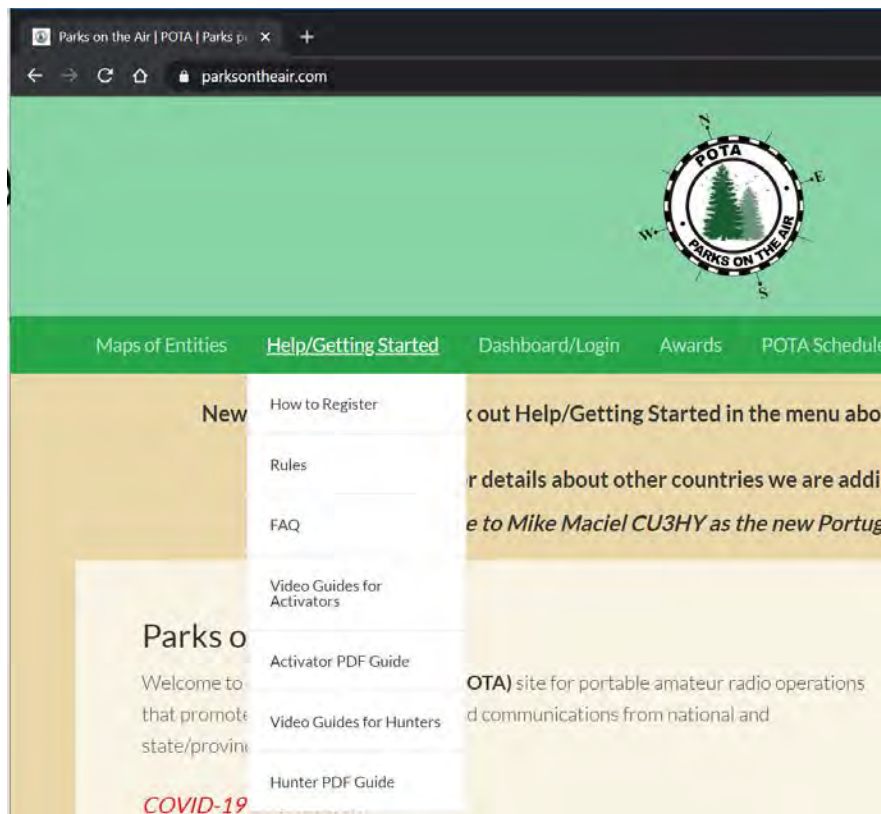 Parks on the Air | POTA | Parks p
parksontheair.com
N
POTA
E
W
PARKS ON THE AIR
S
Maps of Entities Help/Getting Started Dashboard/Login Awards POTA Schedule
New
How to Register
out Help/Getting Started in the menu abo
Rules
r details about other countries we are addi
FAQ
e to Mike Maciel CU3HY as the new Portug
Video Guides for
Activators
Parks o
Activator PDF Guide
Welcome to
OTA) site for portable amateur radio operations
that promote
Video Guides for Hunters
d communications from national and
state/provin
Hunter PDF Guide
COVID-19